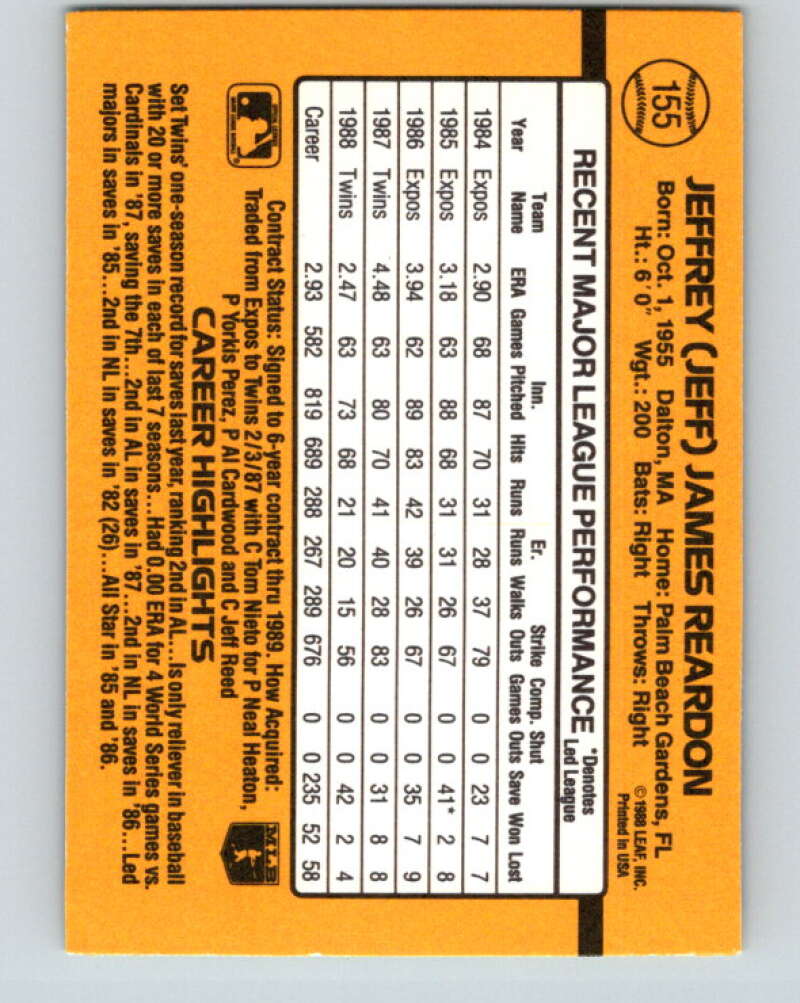 155
JEFFREY (JEFF) JAMES REARDON
Born: Oct. 1, 1955 Dalton, MA Home: Palm Beach Gardens, FL
Ht.: 6'0" Wgt.: 200 Bats: Right Throws: Right
©1988 LEAF, INC.
Printed In USA
RECENT MAJOR LEAGUE PERFORMANCE *Denotes Led League
Year Team Name ERA Games Inn. Pitched Hits Runs Er. Runs Walks Strike Outs Comp. Games Shut Outs Save Won Lost
1984 Expos 2.90 68 87 70 31 28 37 79 0 0 23 7 7
1985 Expos 3.18 63 88 68 31 31 26 67 0 0 41* 2 8
1986 Expos 3.94 62 89 83 42 39 26 67 0 0 35 7 9
1987 Twins 4.48 63 80 70 41 40 28 83 0 0 31 8 8
1988 Twins 2.47 63 73 68 21 20 15 56 0 0 42 2 4
Career 2.93 582 819 689 288 267 289 676 0 0 235 52 58
Contract Status: Signed to 6-year contract thru 1989. How Acquired:
Traded from Expos to Twins 2/3/87 with C Tom Nieto for P Neal Heaton,
P Yorkis Perez, P Al Cardwood and C Jeff Reed
MLB
CAREER HIGHLIGHTS
Set Twins' one-season record for saves last year, ranking 2nd in AL...Is only reliever in baseball
with 20 or more saves in each of last 7 seasons...Had 0.00 ERA for 4 World Series games vs.
Cardinals in '87, saving the 7th...2nd in AL in saves in '87...2nd in NL in saves in '86...Led
majors in saves in '85...2nd in NL in saves in '82 (26)...All Star in '85 and '86.